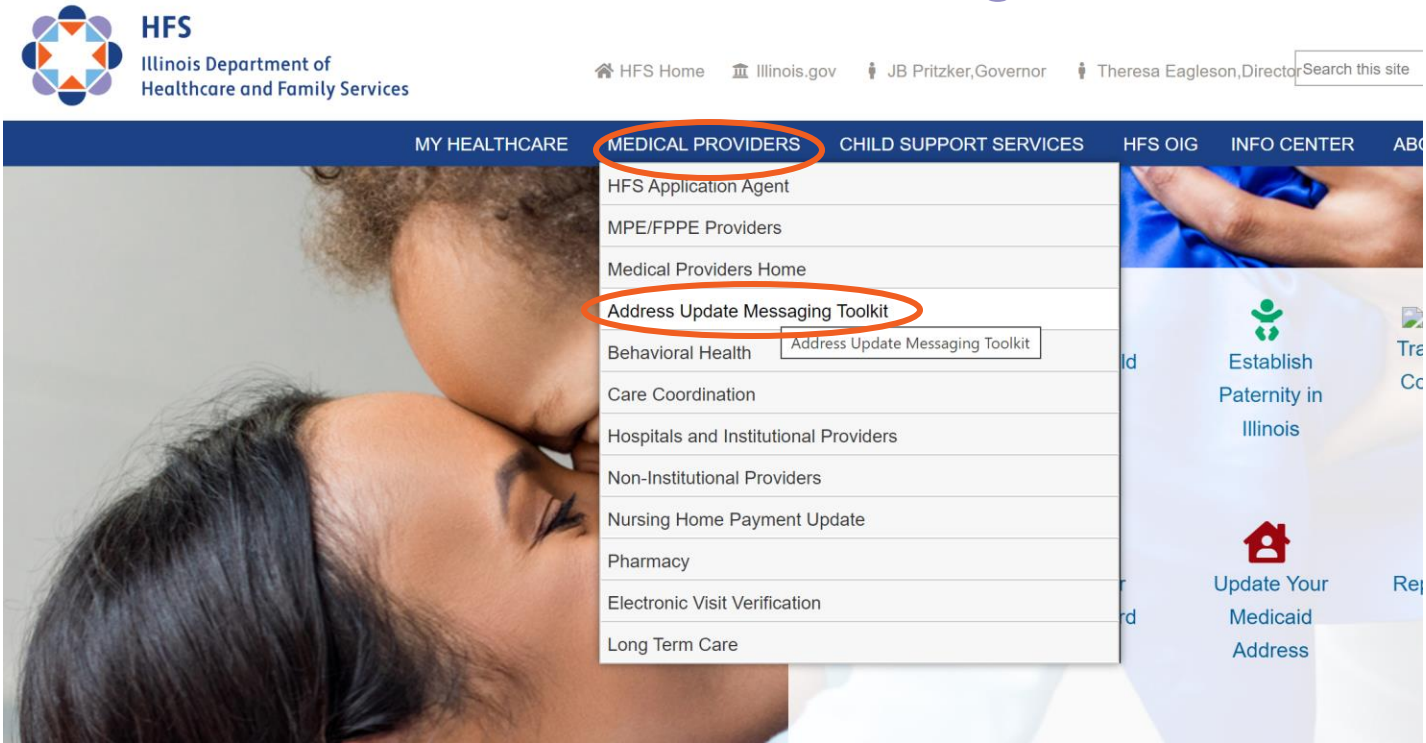 HFS
Illinois Department of
Healthcare and Family Services
HFS Home Illinois.gov JB Pritzker,Governor Theresa Eagleson,Director Search this site
MY HEALTHCARE MEDICAL PROVIDERS CHILD SUPPORT SERVICES HFS OIG INFO CENTER
HFS Application Agent
MPE/FPPE Providers
Medical Providers Home
Address Update Messaging Toolkit
Address Update Messaging Toolkit
Behavioral Health
Care Coordination
Hospitals and Institutional Providers
Non-Institutional Providers
Nursing Home Payment Update
Pharmacy
Electronic Visit Verification
Long Term Care
Establish
Paternity in
Illinois
Update Your
Medicaid
Address